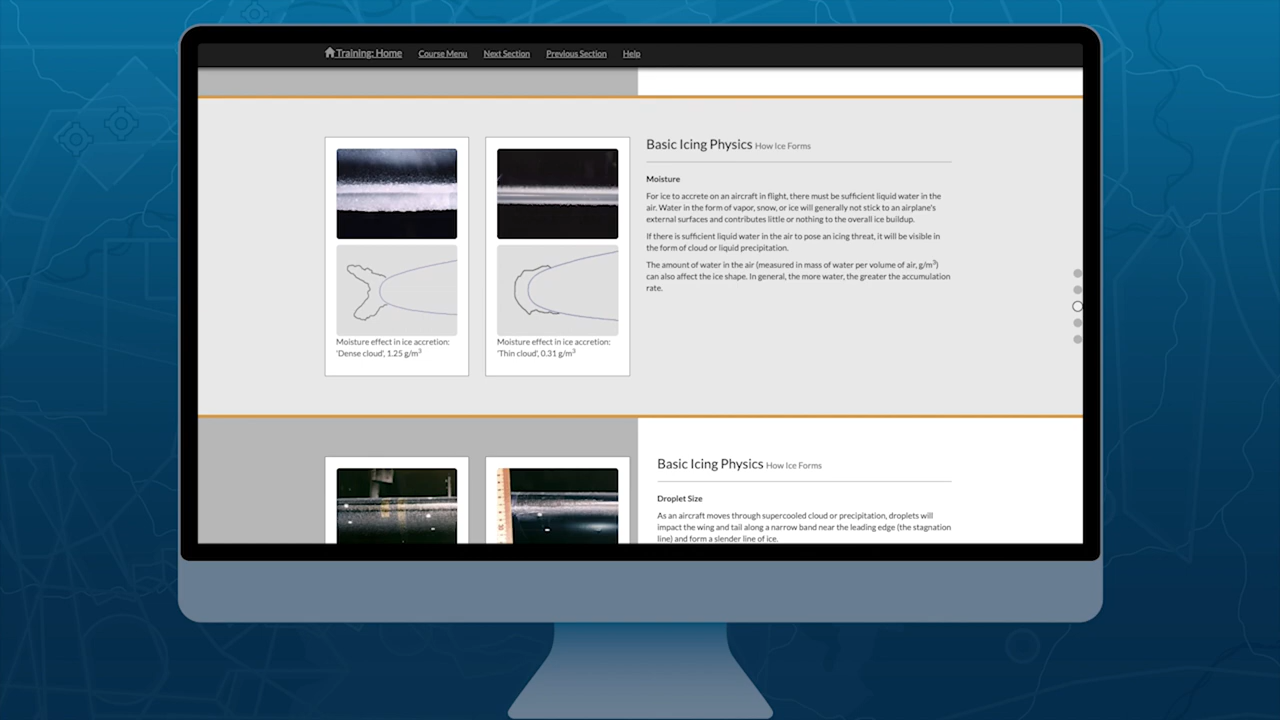 Training: Home Course Menu Next Section Previous Section Help
Basic Icing Physics How Ice Forms
Moisture
For ice to accrete on an aircraft in flight, there must be sufficient liquid water in the
air. Water in the form of vapor, snow, or ice will generally not stick to an airplane's
external surfaces and contributes little or nothing to the overall ice buildup.
If there is sufficient liquid water in the air to pose an icing threat, it will be visible in
the form of cloud or liquid precipitation.
The amount of water in the air (measured in mass of water per volume of air, g/m³)
can also affect the ice shape. In general, the more water, the greater the accumulation
rate.
Moisture effect in ice accretion:
'Dense cloud', 1.25 g/m³
Moisture effect in ice accretion:
'Thin cloud', 0.31 g/m³
Basic Icing Physics How Ice Forms
Droplet Size
As an aircraft moves through supercooled cloud or precipitation, droplets will
impact the wing and tail along a narrow band near the leading edge (the stagnation
line) and form a slender line of ice.